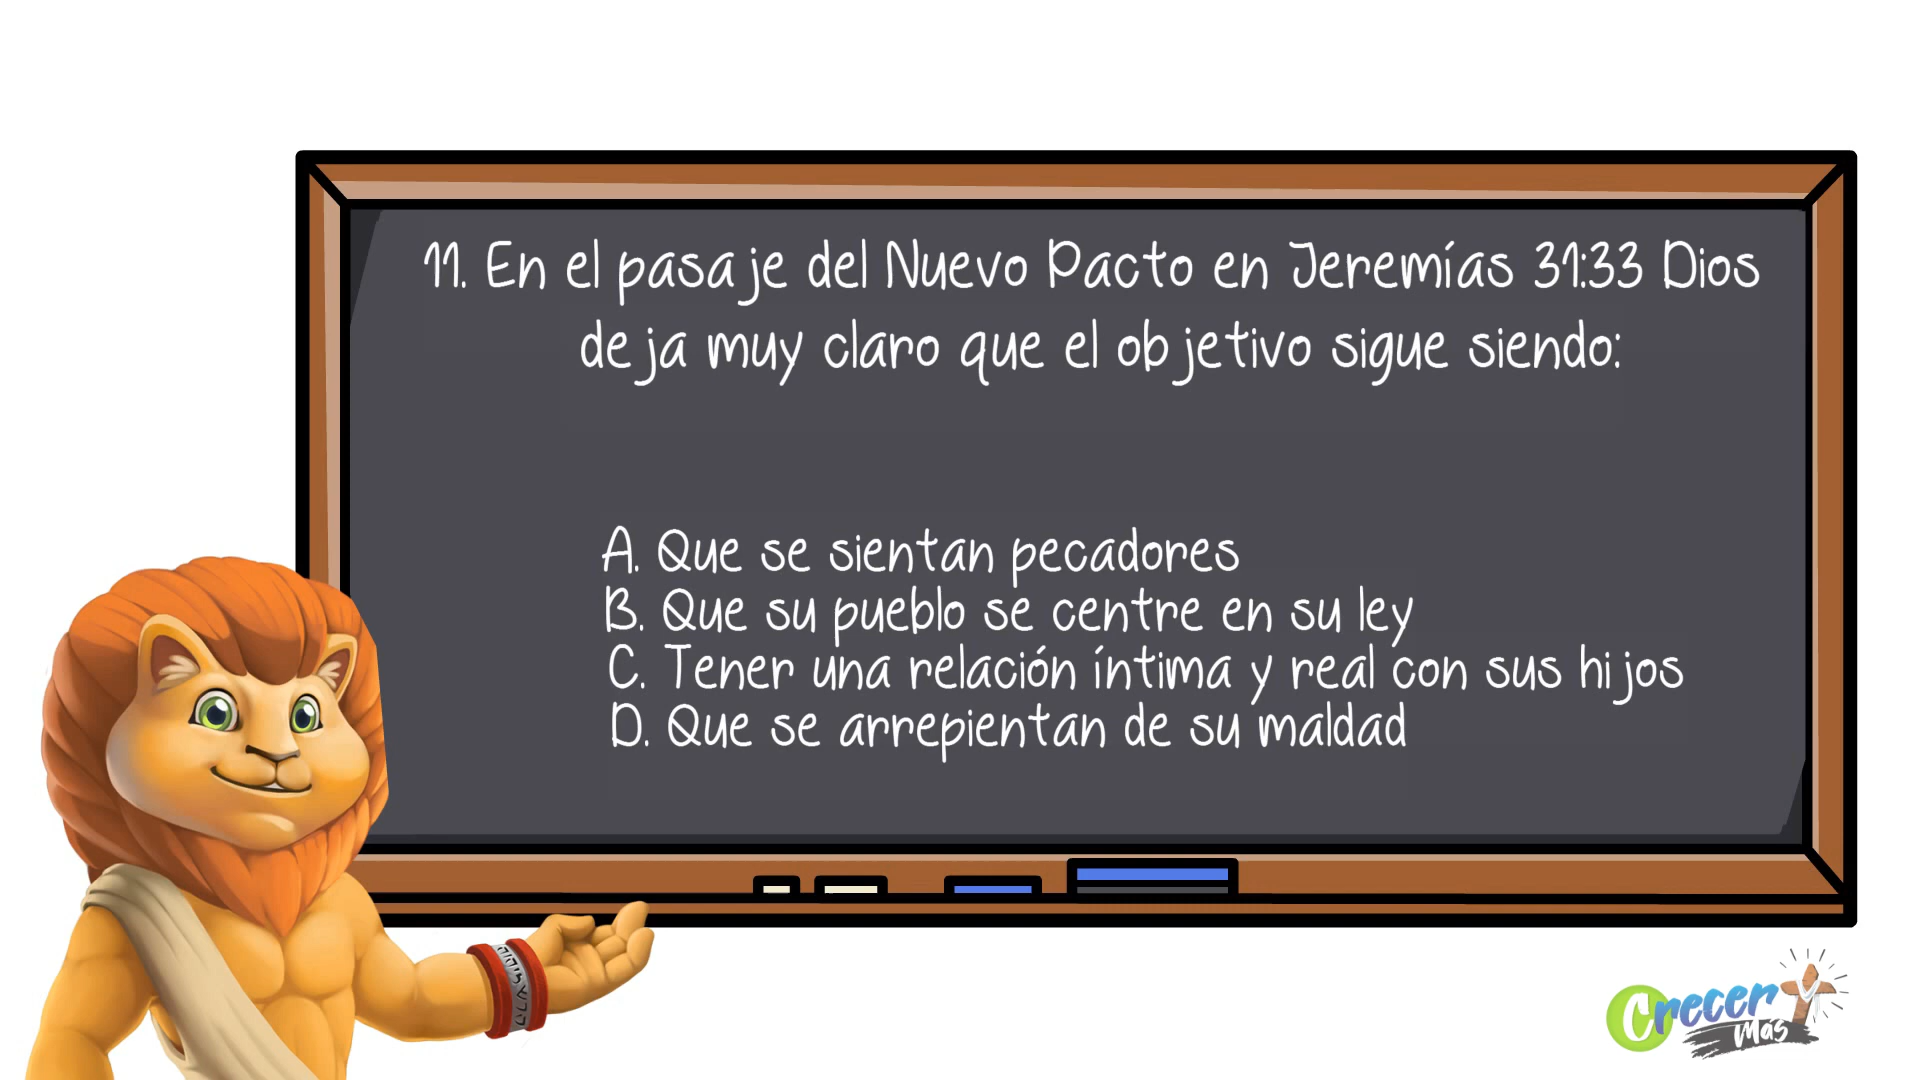 11. En el pasaje del Nuevo Pacto en Jeremías 31:33 Dios
deja muy claro que el objetivo sigue siendo:
A. Que se sientan pecadores
B. Que su pueblo se centre en su ley
C. Tener una relación íntima y real con sus hijos
D. Que se arrepientan de su maldad
Crecer
Más